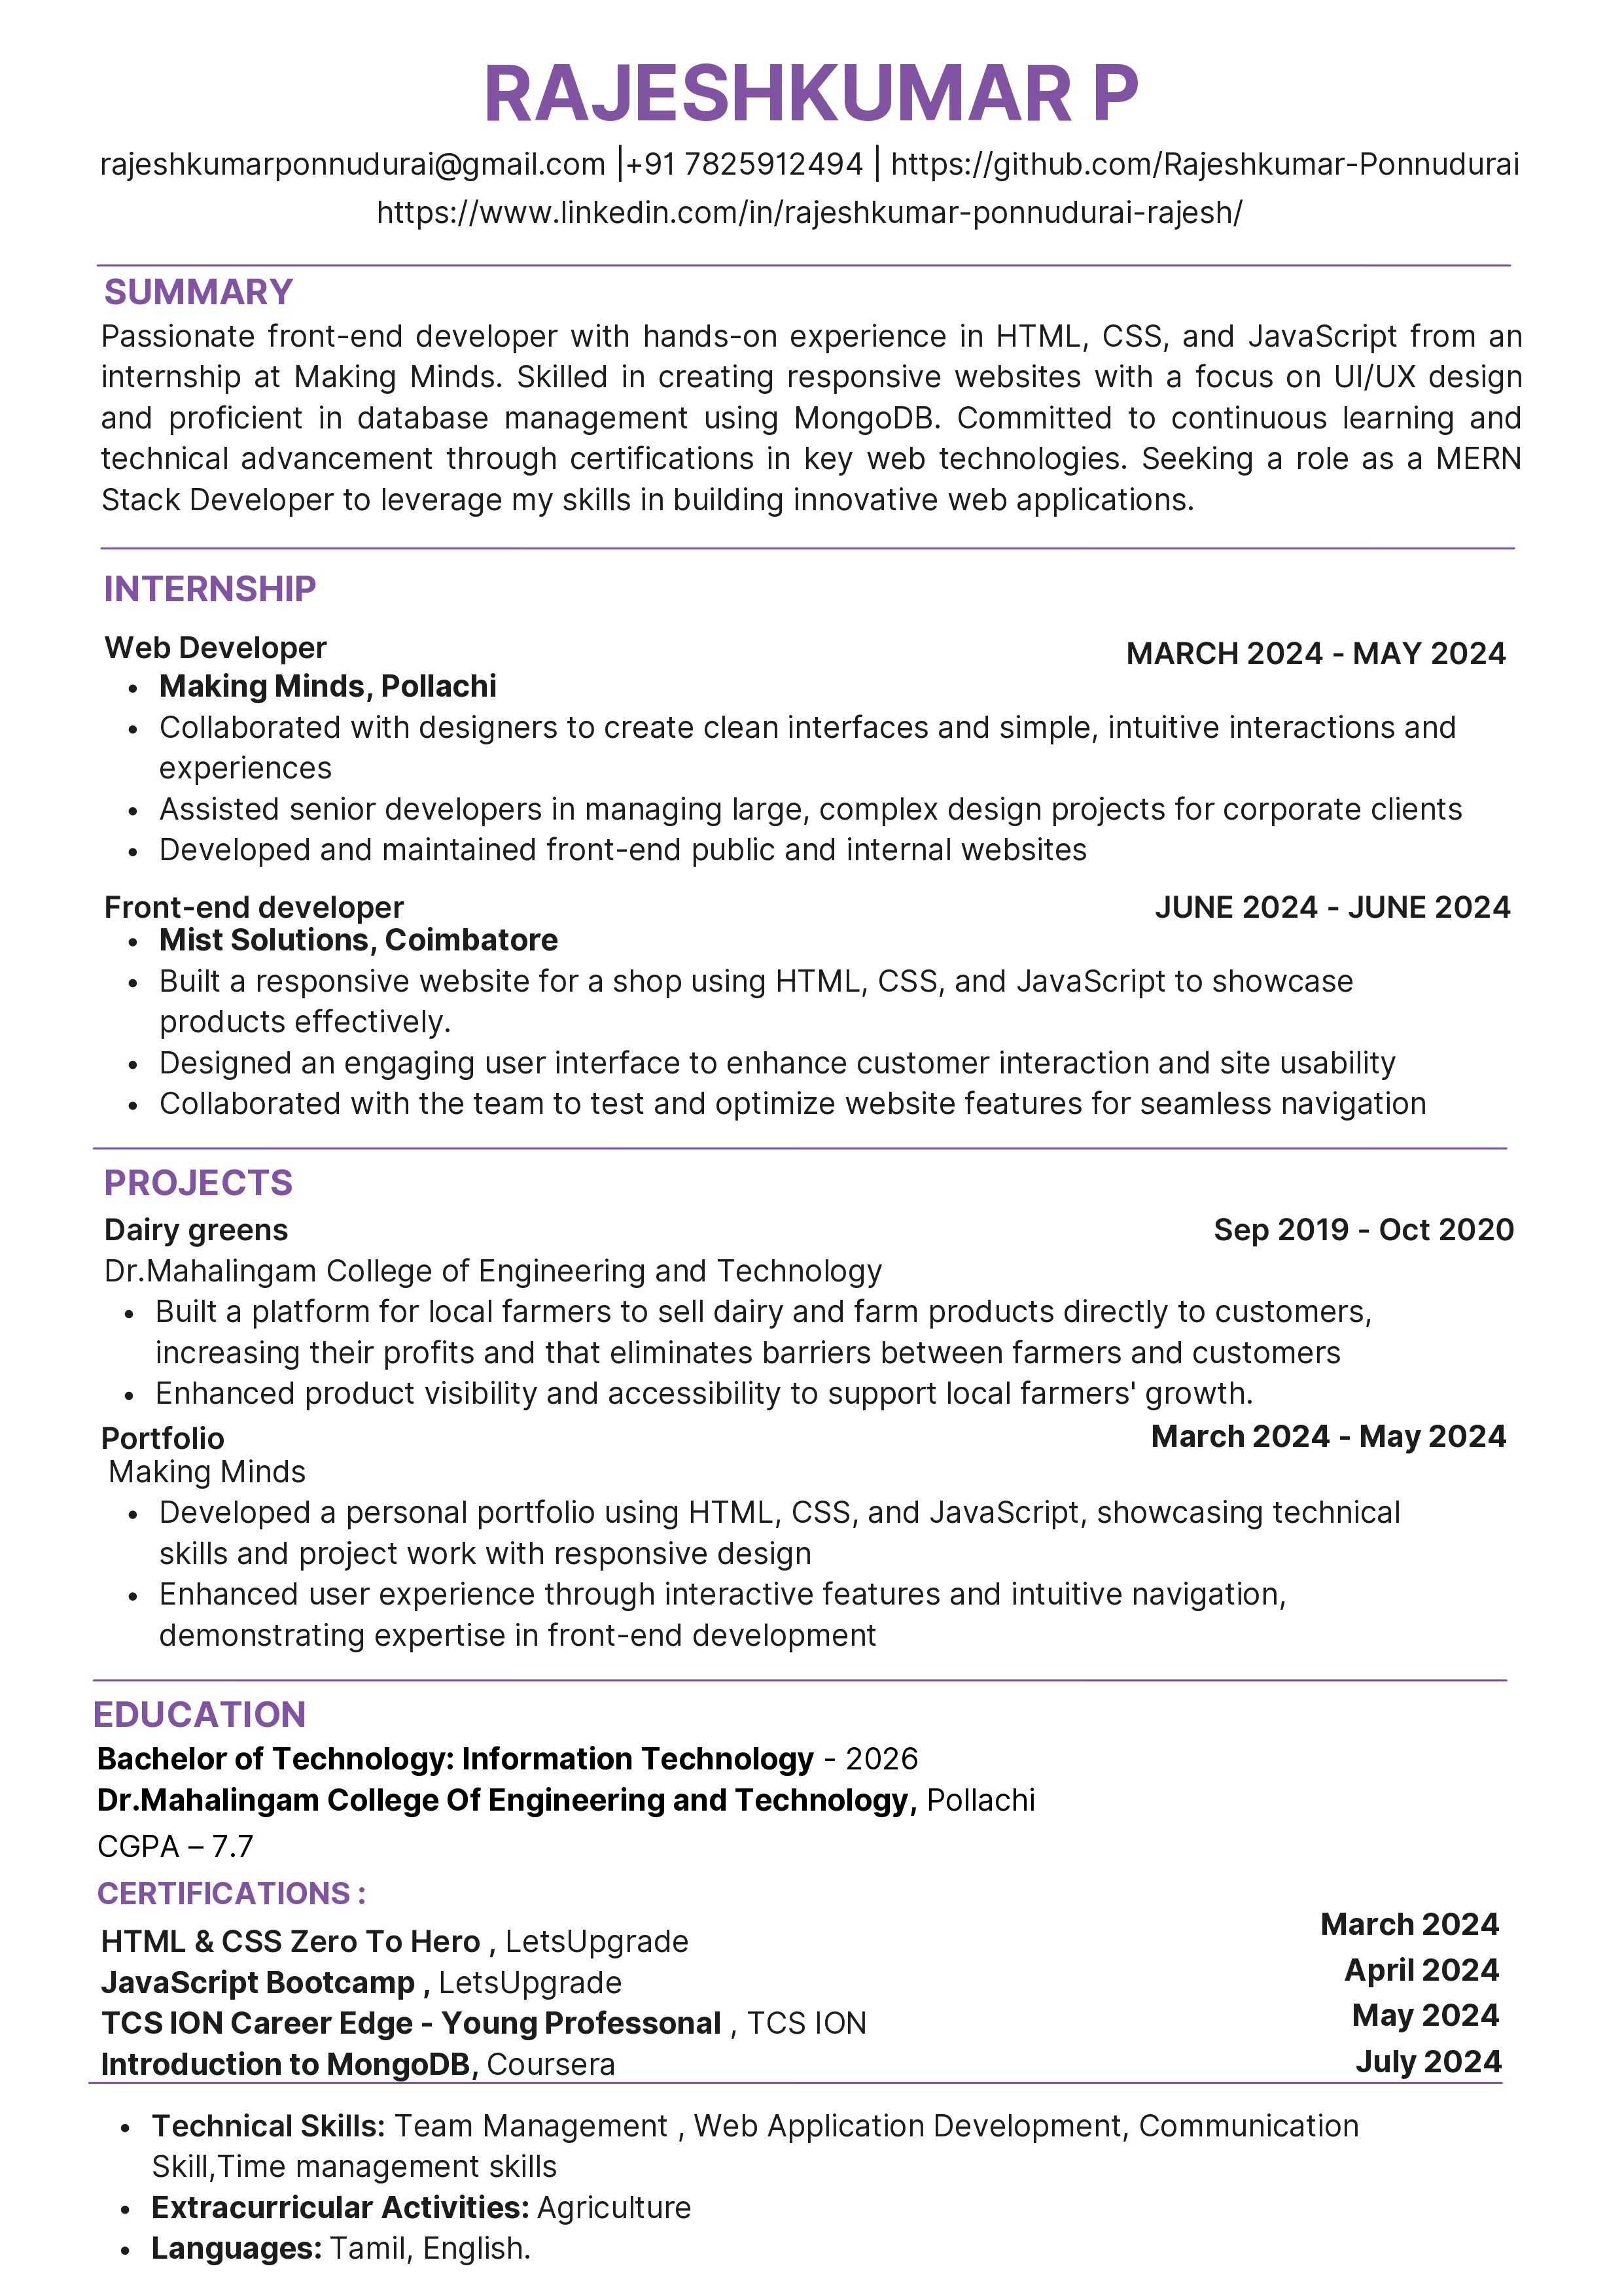 RAJESHKUMAR P
rajeshkumarponnudurai@gmail.com |+91 7825912494 | https://github.com/Rajeshkumar-Ponnudurai
https://www.linkedin.com/in/rajeshkumar-ponnudurai-rajesh/
SUMMARY
Passionate front-end developer with hands-on experience in HTML, CSS, and JavaScript from an
internship at Making Minds. Skilled in creating responsive websites with a focus on UI/UX design
and proficient in database management using MongoDB. Committed to continuous learning and
technical advancement through certifications in key web technologies. Seeking a role as a MERN
Stack Developer to leverage my skills in building innovative web applications.
INTERNSHIP
Web Developer MARCH 2024 - MAY 2024
• Making Minds, Pollachi
• Collaborated with designers to create clean interfaces and simple, intuitive interactions and
experiences
• Assisted senior developers in managing large, complex design projects for corporate clients
• Developed and maintained front-end public and internal websites
Front-end developer JUNE 2024 - JUNE 2024
• Mist Solutions, Coimbatore
• Built a responsive website for a shop using HTML, CSS, and JavaScript to showcase
products effectively.
• Designed an engaging user interface to enhance customer interaction and site usability
• Collaborated with the team to test and optimize website features for seamless navigation
PROJECTS
Dairy greens Sep 2019 - Oct 2020
Dr.Mahalingam College of Engineering and Technology
• Built a platform for local farmers to sell dairy and farm products directly to customers,
increasing their profits and that eliminates barriers between farmers and customers
• Enhanced product visibility and accessibility to support local farmers' growth.
Portfolio March 2024 - May 2024
Making Minds
• Developed a personal portfolio using HTML, CSS, and JavaScript, showcasing technical
skills and project work with responsive design
• Enhanced user experience through interactive features and intuitive navigation,
demonstrating expertise in front-end development
EDUCATION
Bachelor of Technology: Information Technology - 2026
Dr.Mahalingam College Of Engineering and Technology, Pollachi
CGPA – 7.7
CERTIFICATIONS :
HTML & CSS Zero To Hero , LetsUpgrade March 2024
JavaScript Bootcamp , LetsUpgrade April 2024
TCS ION Career Edge - Young Professonal , TCS ION May 2024
Introduction to MongoDB, Coursera July 2024
• Technical Skills: Team Management , Web Application Development, Communication
Skill,Time management skills
• Extracurricular Activities: Agriculture
• Languages: Tamil, English.